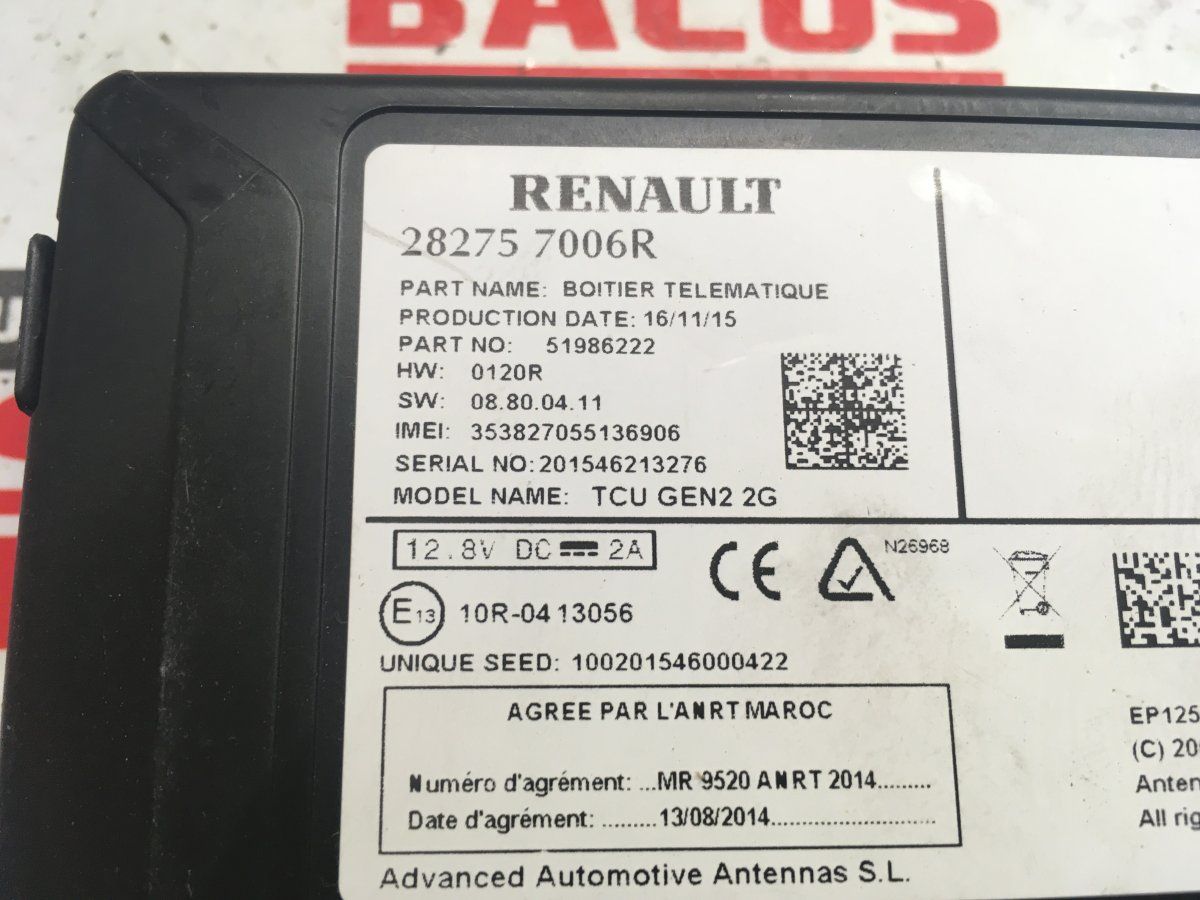 BACUS
RENAULT
28275 7006R
PART NAME: BOITIER TELEMATIQUE
PRODUCTION DATE: 16/11/15
PART NO: 51986222
HW: 0120R
SW: 08.80.04.11
IMEI: 353827055136906
SERIAL NO:201546213276
MODEL NAME: TCU GEN2 2G
12.8V DC 2A
CE
N26968
E13 10R-04 13056
UNIQUE SEED: 100201546000422
AGREE PAR L'ANRT MAROC
Numéro d'agrément: ...MR 9520 ANRT 2014.........
Date d'agrément: .........13/08/2014...........................
Advanced Automotive Antennas S.L.
EP125
(C) 20
Anten
All rig